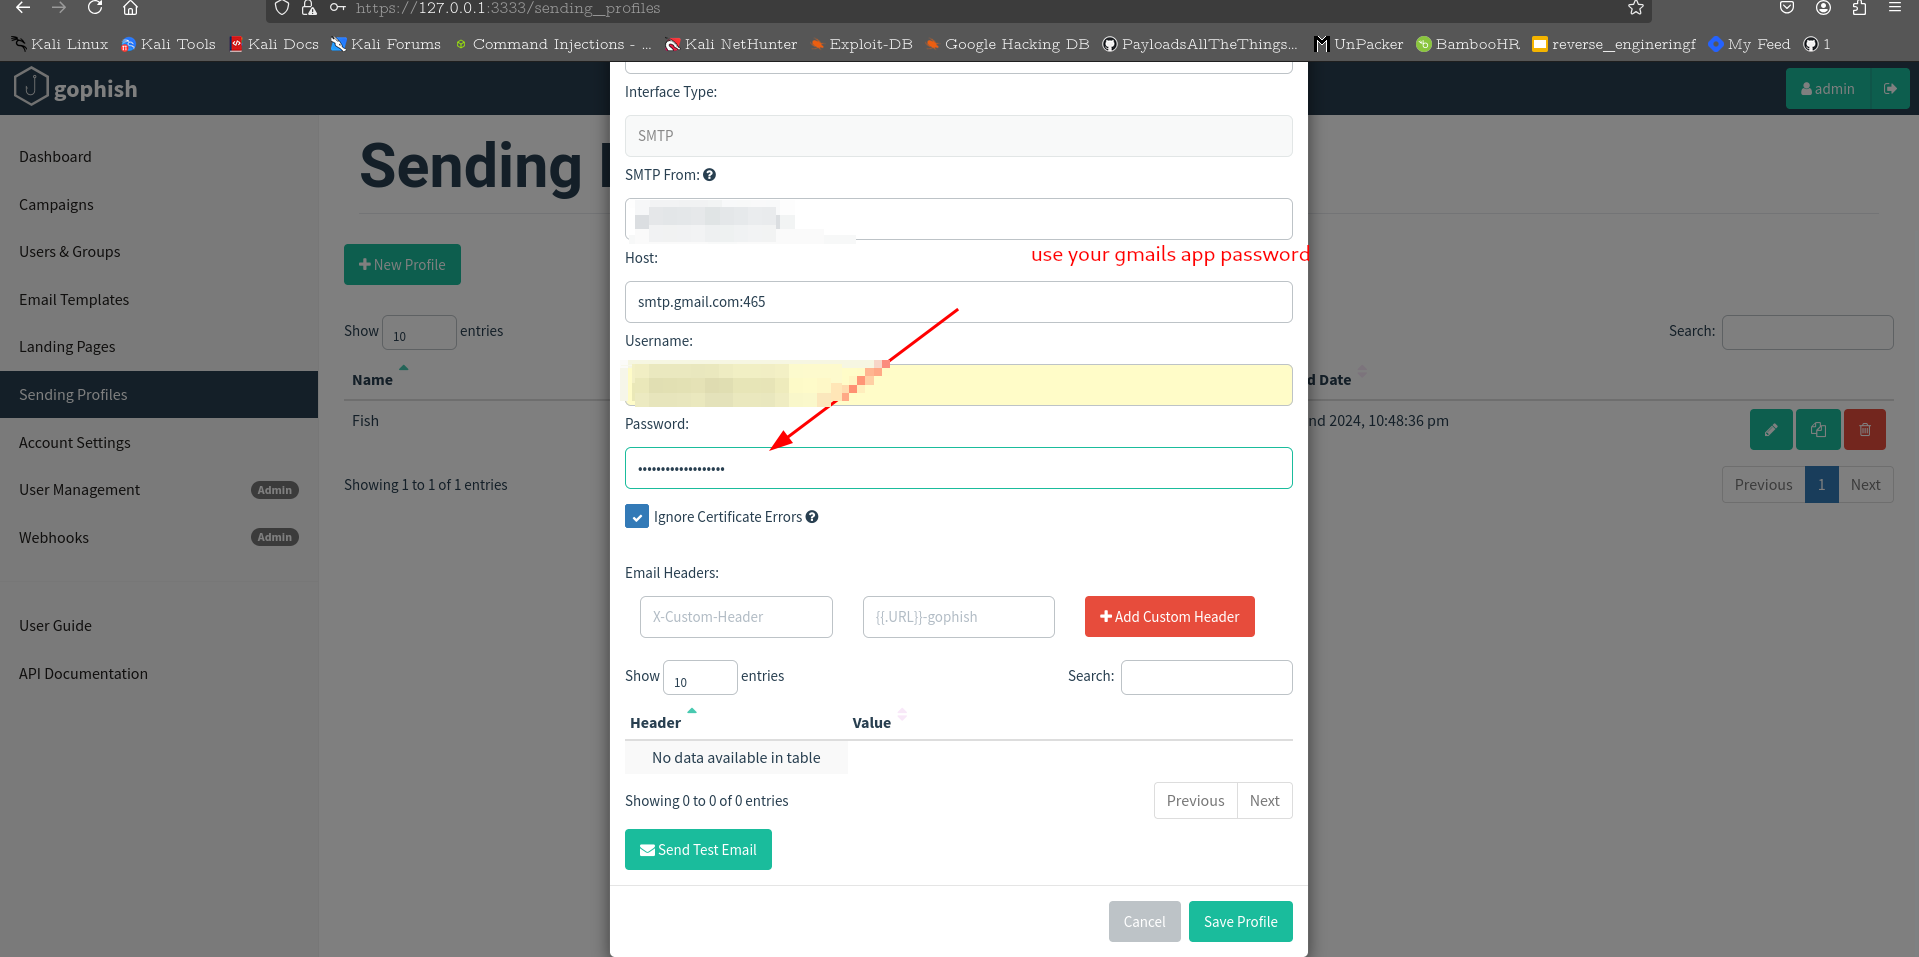 https://127.0.0.1:3333/sending_profiles
Kali Linux
Kali Tools
Kali Docs
Kali Forums
Command Injections - ...
Kali NetHunter
Exploit-DB
Google Hacking DB
PayloadsAllTheThings...
UnPacker
BambooHR
reverse_engineringf
My Feed
1
gophish
admin
Dashboard
Campaigns
Users & Groups
Email Templates
Landing Pages
Sending Profiles
Account Settings
User Management Admin
Webhooks Admin
User Guide
API Documentation
Sending
New Profile
Show 10 entries
Search:
Name
d Date
Fish
nd 2024, 10:48:36 pm
Showing 1 to 1 of 1 entries
Previous 1 Next
Interface Type:
SMTP
SMTP From:
use your gmails app password
Host:
smtp.gmail.com:465
Username:
Password:
Ignore Certificate Errors
Email Headers:
X-Custom-Header
{{.URL}}-gophish
Add Custom Header
Show 10 entries
Search:
Header Value
No data available in table
Showing 0 to 0 of 0 entries
Previous Next
Send Test Email
Cancel
Save Profile